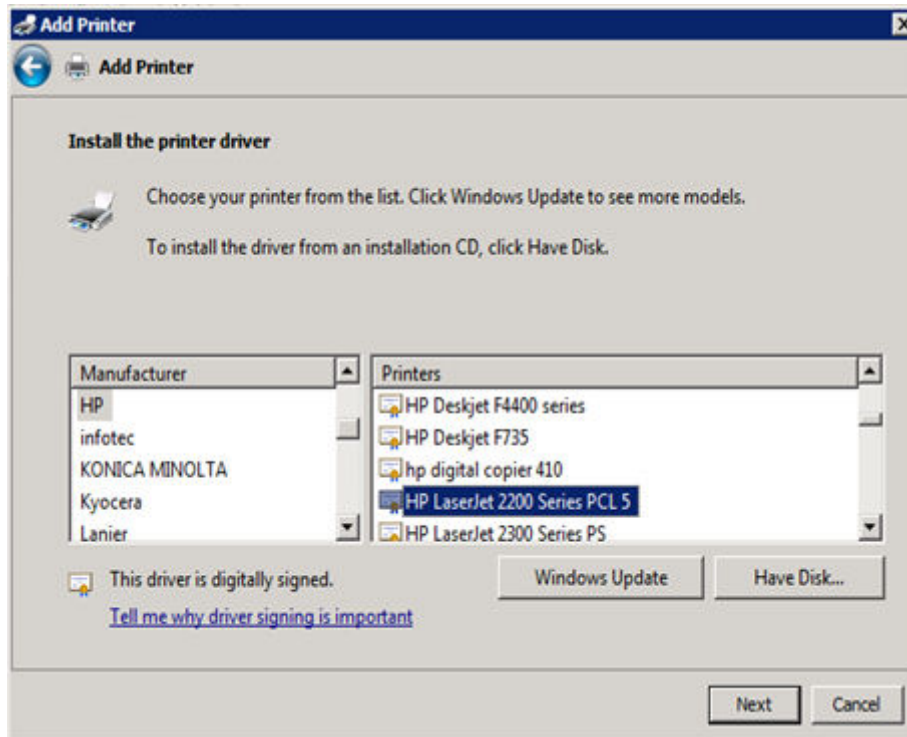 Add Printer
Add Printer
Install the printer driver
Choose your printer from the list. Click Windows Update to see more models.
To install the driver from an installation CD, click Have Disk.
Manufacturer
HP
infotec
KONICA MINOLTA
Kyocera
Lanier
Printers
HP Deskjet F4400 series
HP Deskjet F735
hp digital copier 410
HP LaserJet 2200 Series PCL 5
HP LaserJet 2300 Series PS
This driver is digitally signed.
Tell me why driver signing is important
Windows Update
Have Disk...
Next
Cancel